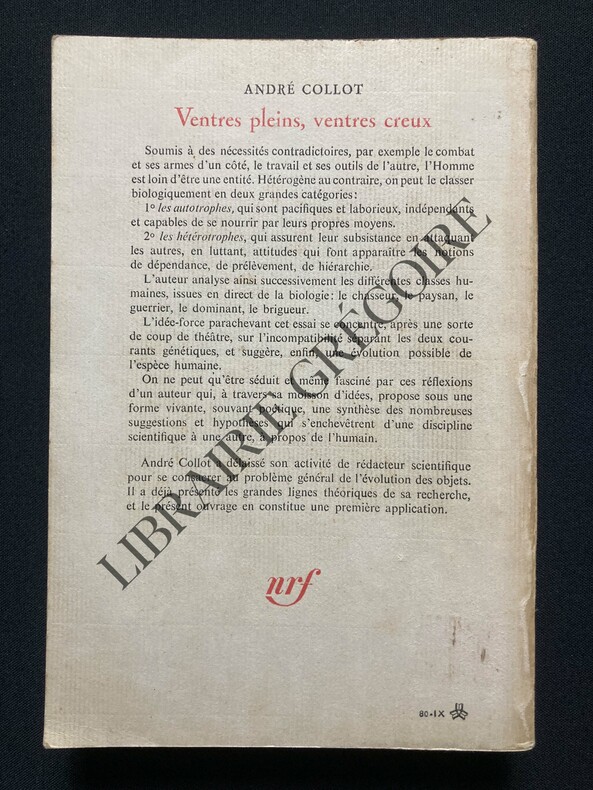 ANDRÉ COLLOT
Ventres pleins, ventres creux
Soumis à des nécessités contradictoires, par exemple le combat
et ses armes d'un côté, le travail et ses outils de l'autre, l'Homme
est loin d'être une entité. Hétérogène au contraire, on peut le classer
biologiquement en deux grandes catégories :
1º les autotrophes, qui sont pacifiques et laborieux, indépendants
et capables de se nourrir par leurs propres moyens.
2º les hétérotrophes, qui assurent leur subsistance en attaquant
les autres, en luttant, attitudes qui font apparaître les notions
de dépendance, de prélèvement, de hiérarchie.
L'auteur analyse ainsi successivement les différentes classes hu-
maines, issues en direct de la biologie : le chasseur, le paysan, le
guerrier, le dominant, le brigueur.
L'idée-force parachevant cet essai se concentre, après une sorte
de coup de théâtre, sur l'incompatibilité séparant les deux cou-
rants génétiques, et suggère, enfin, une évolution possible de
l'espèce humaine.
On ne peut qu'être séduit et même fasciné par ces réflexions
d'un auteur qui, à travers sa moisson d'idées, propose sous une
forme vivante, souvent poétique, une synthèse des nombreuses
suggestions et hypothèses qui s'enchevêtrent d'une discipline
scientifique à une autre, à propos de l'humain.
André Collot a délaissé son activité de rédacteur scientifique
pour se consacrer au problème général de l'évolution des objets.
Il a déjà présenté les grandes lignes théoriques de sa recherche,
et le présent ouvrage en constitue une première application.
LIBRAIRIE GRÉGOIRE
nrf
80-IX